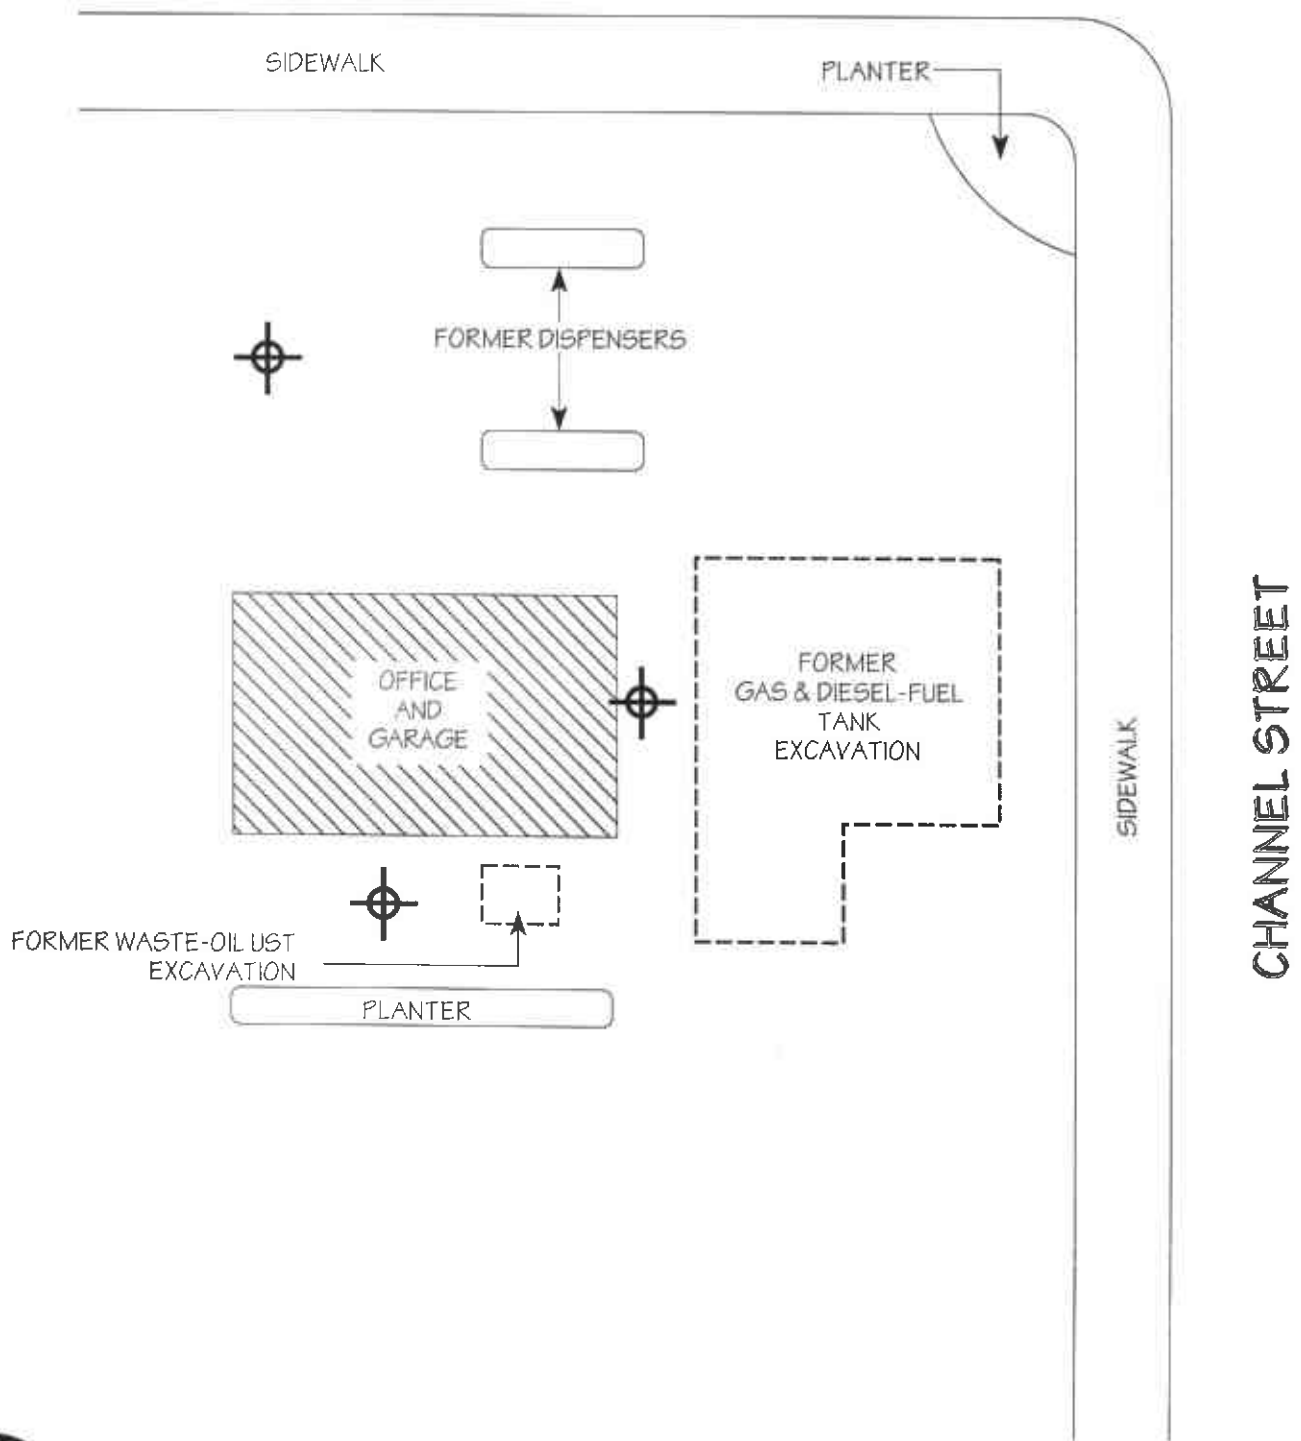 SIDEWALK
PLANTER
FORMER DISPENSERS
OFFICE
AND
GARAGE
FORMER
GAS & DIESEL-FUEL
TANK
EXCAVATION
SIDEWALK
CHANNEL STREET
FORMER WASTE-OIL UST
EXCAVATION
PLANTER